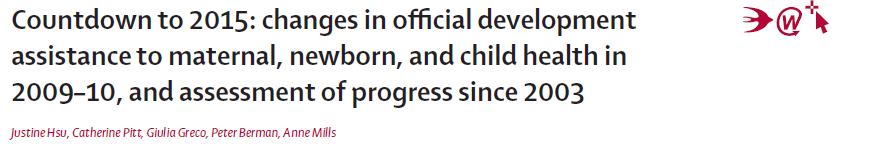 Countdown to 2015: changes in official development
assistance to maternal, newborn, and child health in
2009–10, and assessment of progress since 2003
Justine Hsu, Catherine Pitt, Giulia Greco, Peter Berman, Anne Mills
W